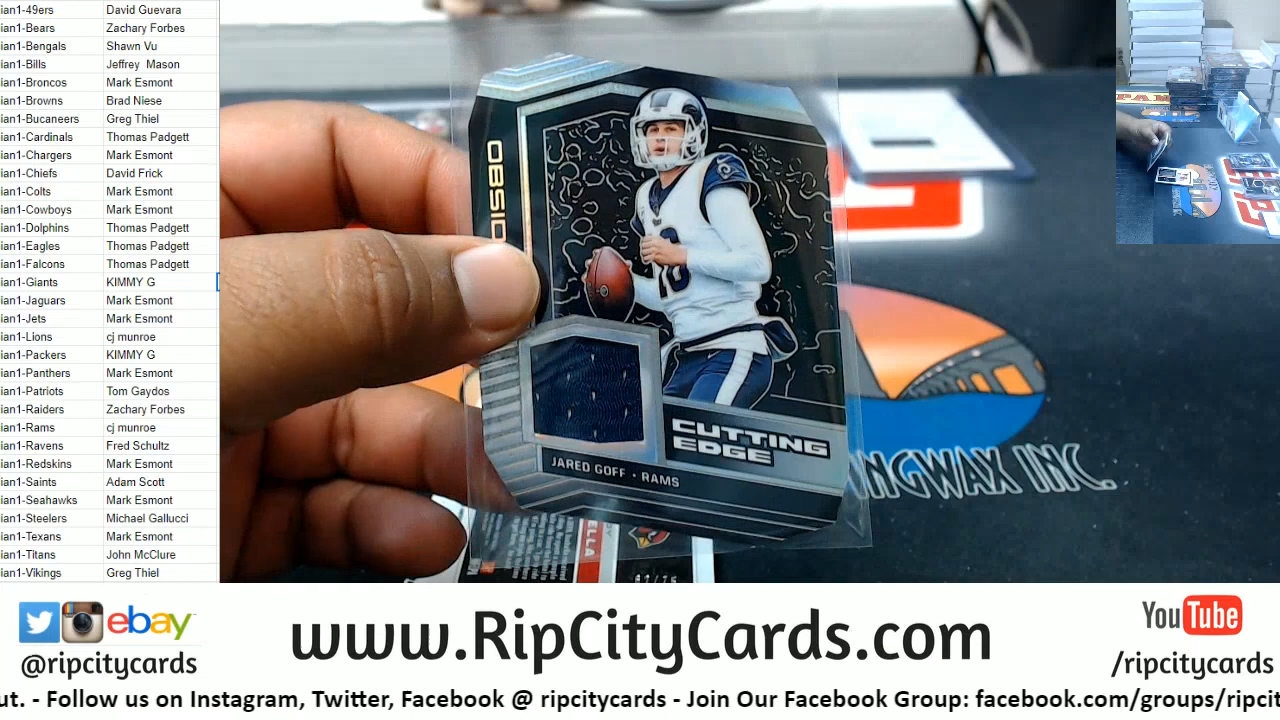 ian1-49ers David Guevara
ian1-Bears Zachary Forbes
ian1-Bengals Shawn Vu
ian1-Bills Jeffrey Mason
ian1-Broncos Mark Esmont
ian1-Browns Brad Niese
ian1-Bucaneers Greg Thiel
ian1-Cardinals Thomas Padgett
ian1-Chargers Mark Esmont
ian1-Chiefs David Frick
ian1-Colts Mark Esmont
ian1-Cowboys Mark Esmont
ian1-Dolphins Thomas Padgett
ian1-Eagles Thomas Padgett
ian1-Falcons Thomas Padgett
ian1-Giants KIMMY G
ian1-Jaguars Mark Esmont
ian1-Jets Mark Esmont
ian1-Lions cj munroe
ian1-Packers KIMMY G
ian1-Panthers Mark Esmont
ian1-Patriots Tom Gaydos
ian1-Raiders Zachary Forbes
ian1-Rams cj munroe
ian1-Ravens Fred Schultz
ian1-Redskins Mark Esmont
ian1-Saints Adam Scott
ian1-Seahawks Mark Esmont
ian1-Steelers Michael Gallucci
ian1-Texans Mark Esmont
ian1-Titans John McClure
ian1-Vikings Greg Thiel
OBSID
16
CUTTING
EDGE
JARED GOFF · RAMS
NGWAX INC.
ELLA
ebay
@ripcitycards
www.RipCityCards.com
YouTube
/ripcitycards
ut. - Follow us on Instagram, Twitter, Facebook @ ripcitycards - Join Our Facebook Group: facebook.com/groups/ripcit